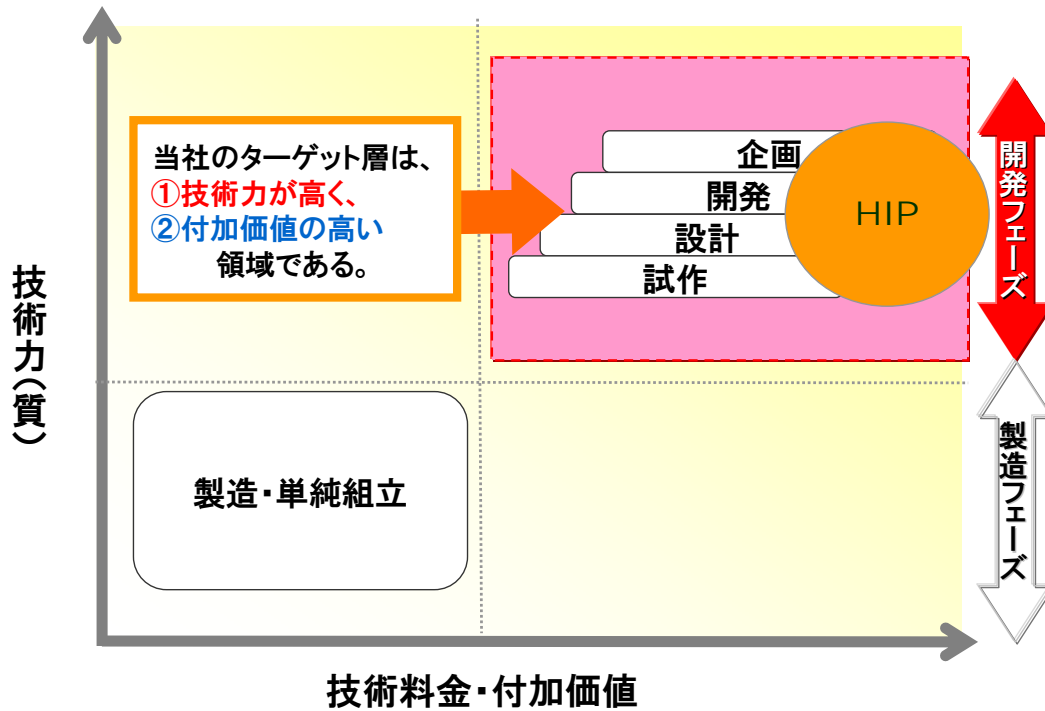 当社のターゲット層は、
①技術力が高く、
②付加価値の高い
領域である。
企画
開発
設計
試作
HIP
開発フェーズ
技術力(質)
製造・単純組立
製造フェーズ
技術料金・付加価値